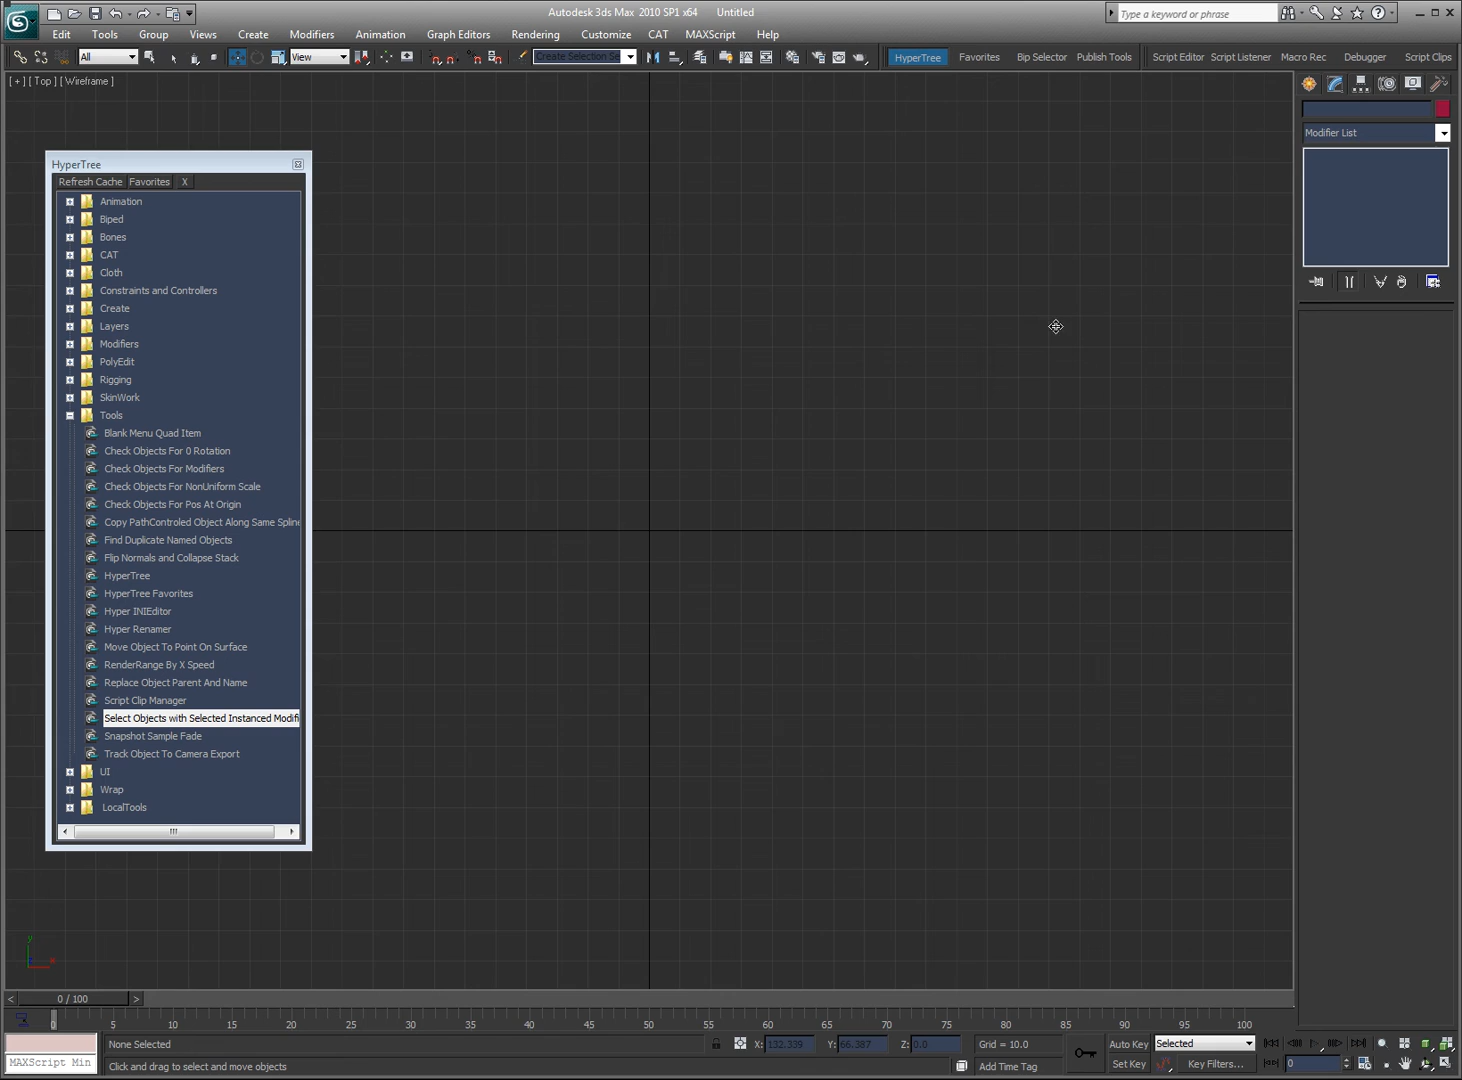 Autodesk 3ds Max 2010 SP1 x64 Untitled
Type a keyword or phrase
Edit Tools Group Views Create Modifiers Animation Graph Editors Rendering Customize CAT MAXScript Help
All View Create Selection Se HyperTree Favorites Bip Selector Publish Tools Script Editor Script Listener Macro Rec Debugger Script Clips
[ + ] [ Top ] [ Wireframe ]
Modifier List
HyperTree
Refresh Cache Favorites X
Animation
Biped
Bones
CAT
Cloth
Constraints and Controllers
Create
Layers
Modifiers
PolyEdit
Rigging
SkinWork
Tools
Blank Menu Quad Item
Check Objects For 0 Rotation
Check Objects For Modifiers
Check Objects For NonUniform Scale
Check Objects For Pos At Origin
Copy PathControled Object Along Same Spline
Find Duplicate Named Objects
Flip Normals and Collapse Stack
HyperTree
HyperTree Favorites
Hyper INIEditor
Hyper Renamer
Move Object To Point On Surface
RenderRange By X Speed
Replace Object Parent And Name
Script Clip Manager
Select Objects with Selected Instanced Modifi
Snapshot Sample Fade
Track Object To Camera Export
UI
Wrap
LocalTools
y
x
< 0 / 100 >
0 5 10 15 20 25 30 35 40 45 50 55 60 65 70 75 80 85 90 95 100
None Selected X: 132.339 Y: 66.387 Z: 0.0 Grid = 10.0 Auto Key Selected
MAXScript Min Click and drag to select and move objects Add Time Tag Set Key Key Filters... 0